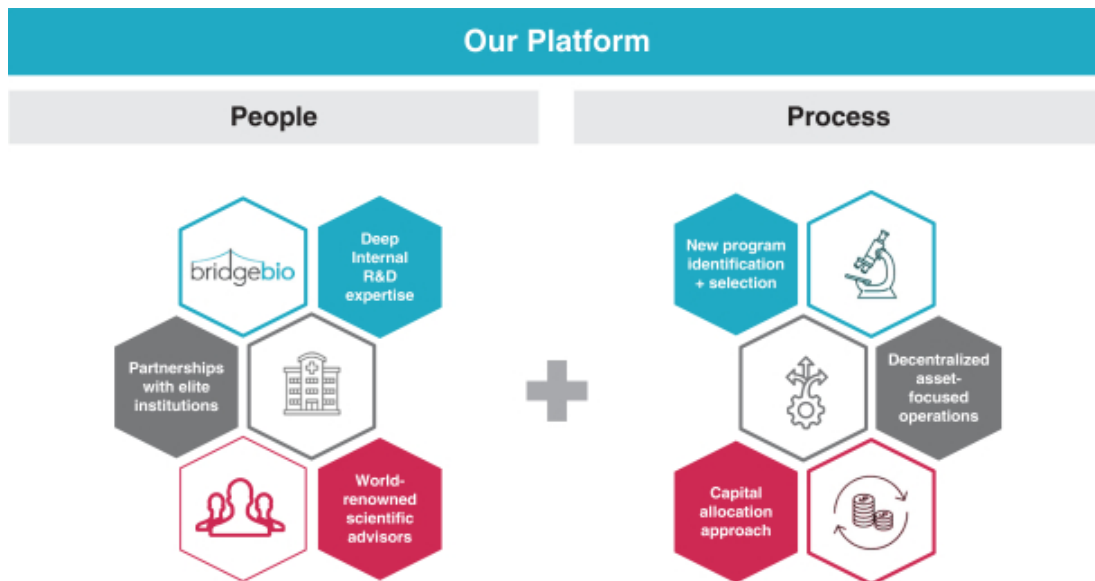 Our Platform
People
Process
bridgebio
Deep
Internal
R&D
expertise
Partnerships
with elite
institutions
World-
renowned
scientific
advisors
New program
identification
+ selection
Decentralized
asset-
focused
operations
Capital
allocation
approach